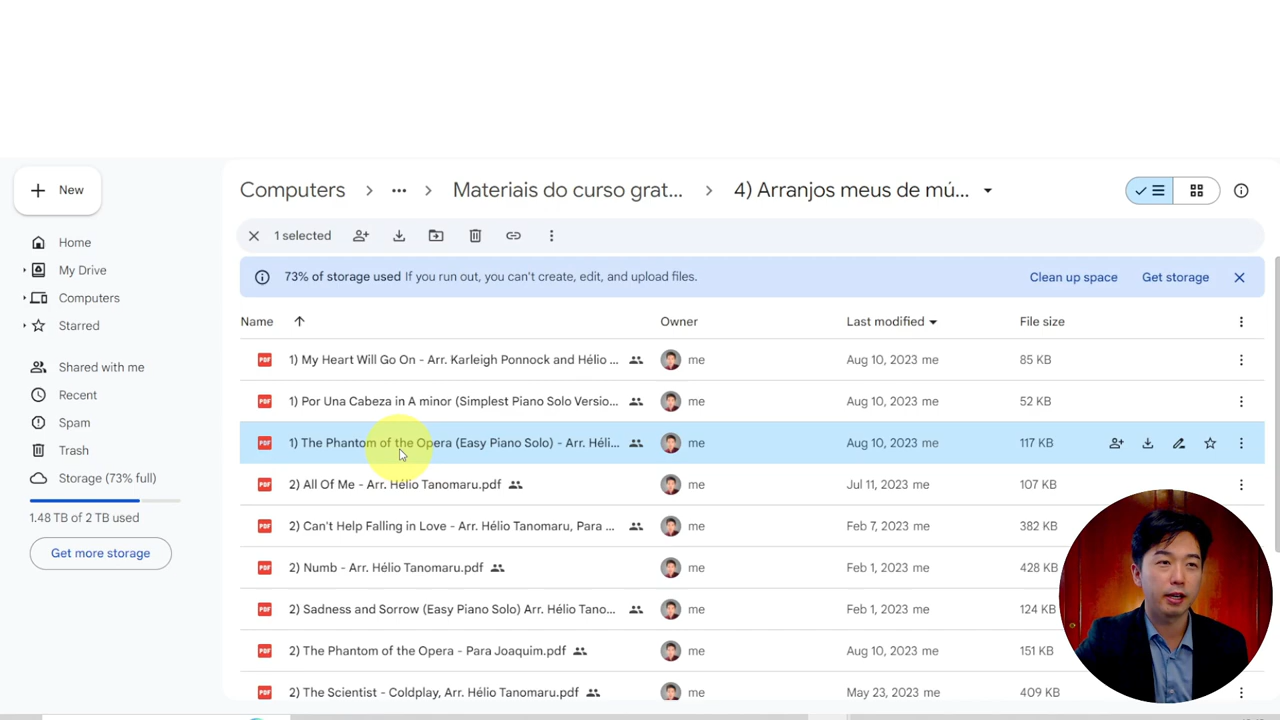 New
Computers ... Materiais do curso grat... 4) Arranjos meus de mú...
1 selected
Home
My Drive
Computers
Starred
Shared with me
Recent
Spam
Trash
Storage (73% full)
1.48 TB of 2 TB used
Get more storage
73% of storage used If you run out, you can't create, edit, and upload files. Clean up space Get storage
Name Owner Last modified File size
PDF 1) My Heart Will Go On - Arr. Karleigh Ponnock and Hélio ... me Aug 10, 2023 me 85 KB
PDF 1) Por Una Cabeza in A minor (Simplest Piano Solo Versio... me Aug 10, 2023 me 52 KB
PDF 1) The Phantom of the Opera (Easy Piano Solo) - Arr. Héli... me Aug 10, 2023 me 117 KB
PDF 2) All Of Me - Arr. Hélio Tanomaru.pdf me Jul 11, 2023 me 107 KB
PDF 2) Can't Help Falling in Love - Arr. Hélio Tanomaru, Para ... me Feb 7, 2023 me 382 KB
PDF 2) Numb - Arr. Hélio Tanomaru.pdf me Feb 1, 2023 me 428 KB
PDF 2) Sadness and Sorrow (Easy Piano Solo) Arr. Hélio Tano... me Feb 1, 2023 me 124 KB
PDF 2) The Phantom of the Opera - Para Joaquim.pdf me Aug 10, 2023 me 151 KB
PDF 2) The Scientist - Coldplay, Arr. Hélio Tanomaru.pdf me May 23, 2023 me 409 KB